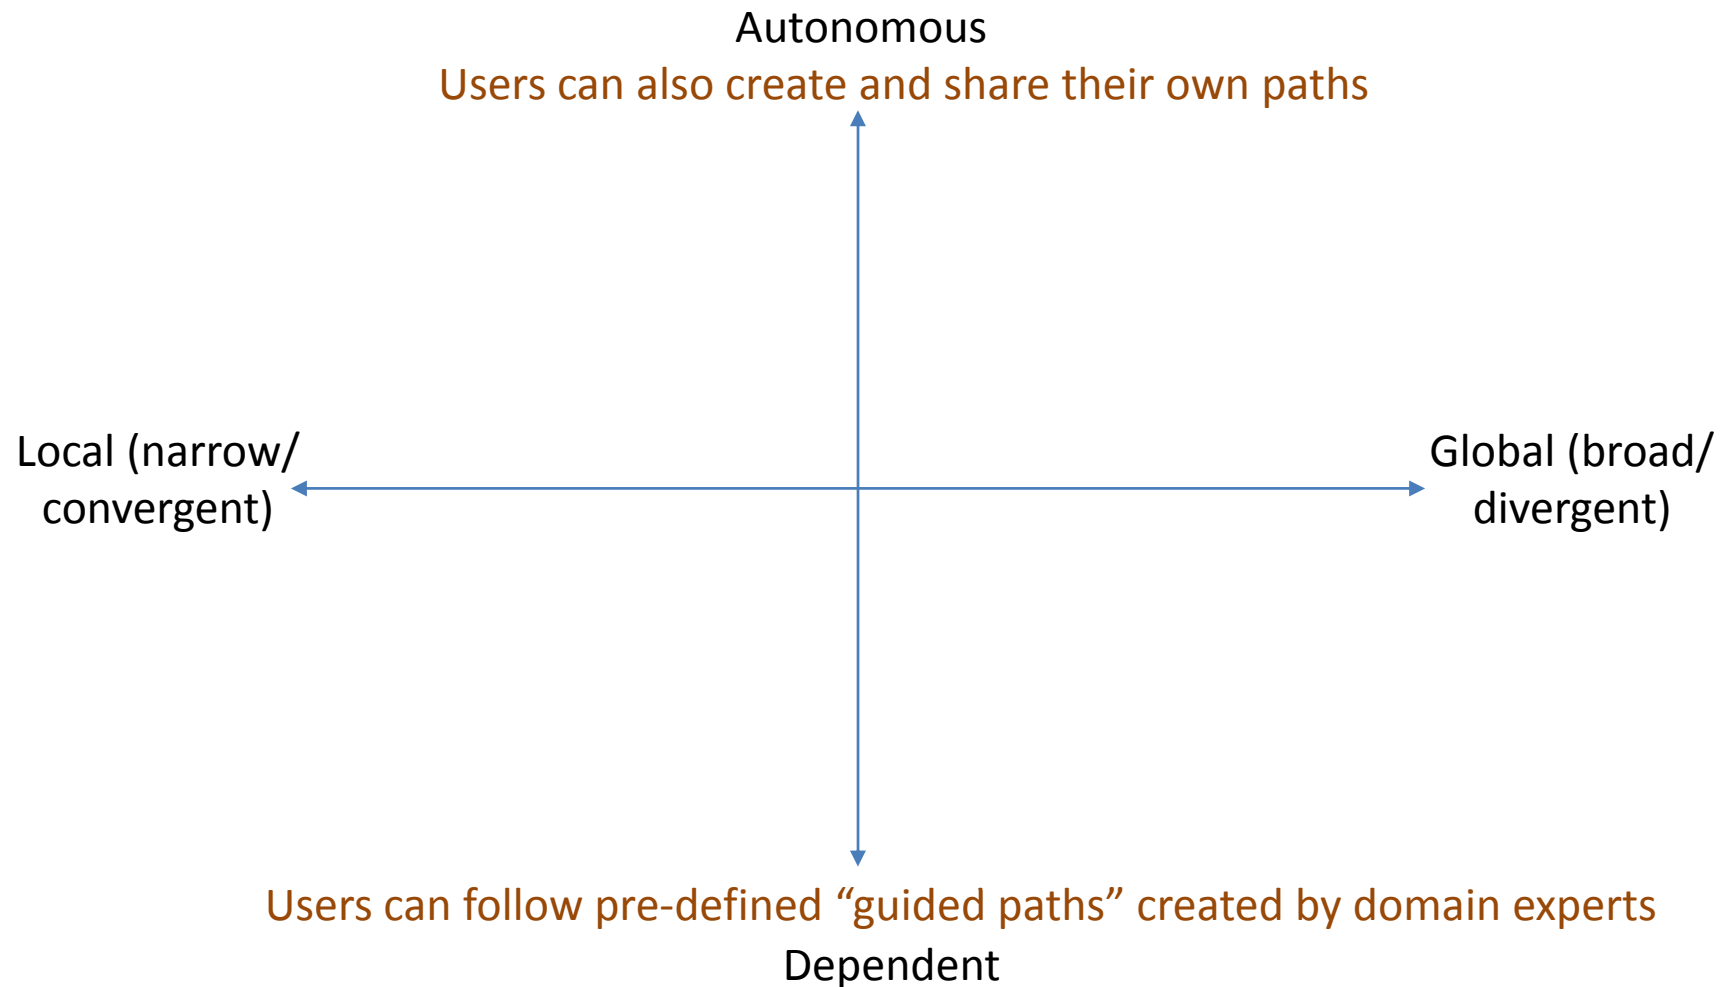 Autonomous
Users can also create and share their own paths
Local (narrow/
convergent)
Global (broad/
divergent)
Users can follow pre-defined “guided paths” created by domain experts
Dependent